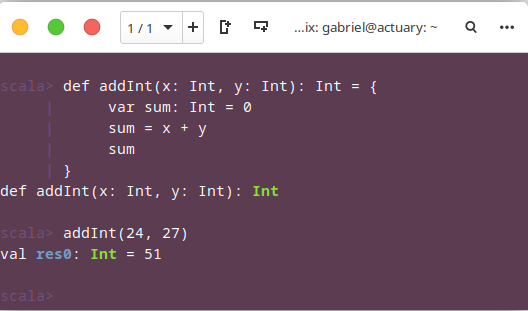 1 / 1 + …ix: gabriel@actuary: ~ …
scala> def addInt(x: Int, y: Int): Int = {
     |      var sum: Int = 0
     |      sum = x + y
     |      sum
     | }
def addInt(x: Int, y: Int): Int
scala> addInt(24, 27)
val res0: Int = 51
scala>